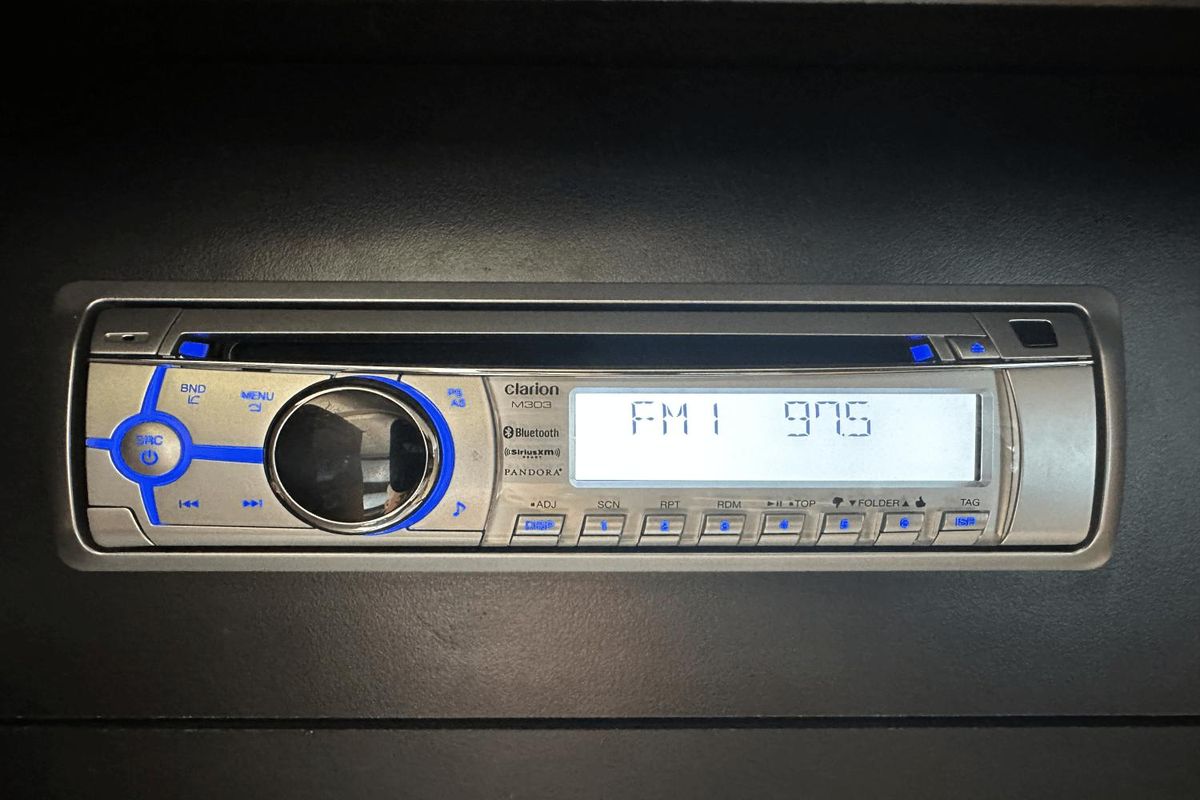 BND
MENU
PS
AS
SRC
clarion
M303
Bluetooth
((SiriusXM))
READY
PANDORA
FM1 97.5
ADJ SCN RPT RDM TOP FOLDER TAG
DISP 1 2 3 4 5 6 ISR